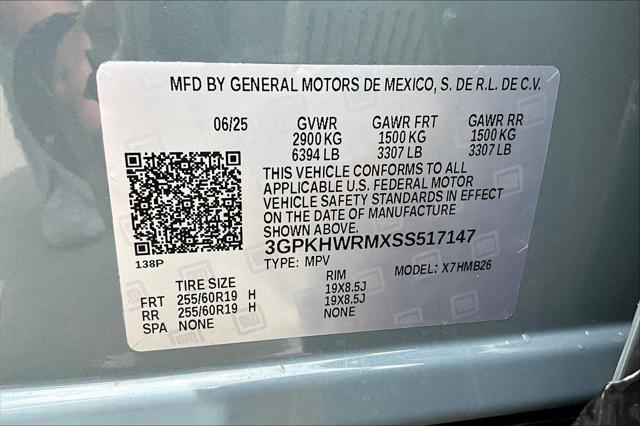 MFD BY GENERAL MOTORS DE MEXICO, S. DE R.L. DE C.V.
06/25 GVWR GAWR FRT GAWR RR
2900 KG 1500 KG 1500 KG
6394 LB 3307 LB 3307 LB
THIS VEHICLE CONFORMS TO ALL
APPLICABLE U.S. FEDERAL MOTOR
VEHICLE SAFETY STANDARDS IN EFFECT
ON THE DATE OF MANUFACTURE
SHOWN ABOVE.
3GPKHWRMXSS517147
138P
TYPE: MPV MODEL: X7HMB26
TIRE SIZE RIM
FRT 255/60R19 H 19X8.5J
RR 255/60R19 H 19X8.5J
SPA NONE NONE